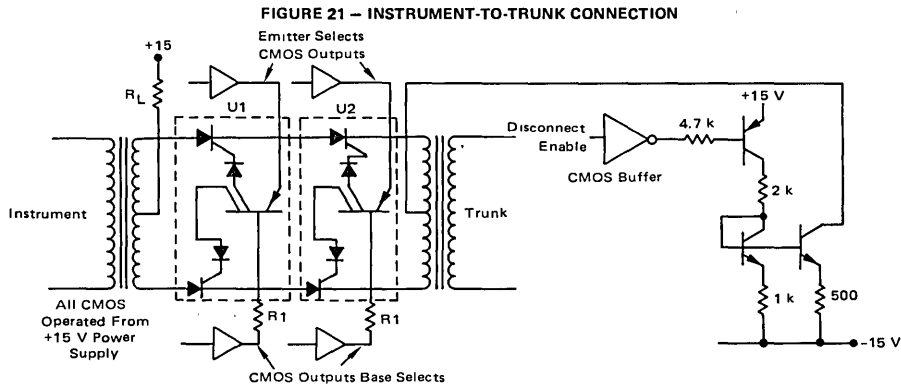 FIGURE 21 – INSTRUMENT-TO-TRUNK CONNECTION
Emitter Selects
CMOS Outputs
+15
RL
U1
U2
+15 V
Disconnect
Enable
4.7 k
CMOS Buffer
2 k
Instrument
Trunk
1 k
500
R1
R1
All CMOS
Operated From
+15 V Power
Supply
-15 V
CMOS Outputs Base Selects